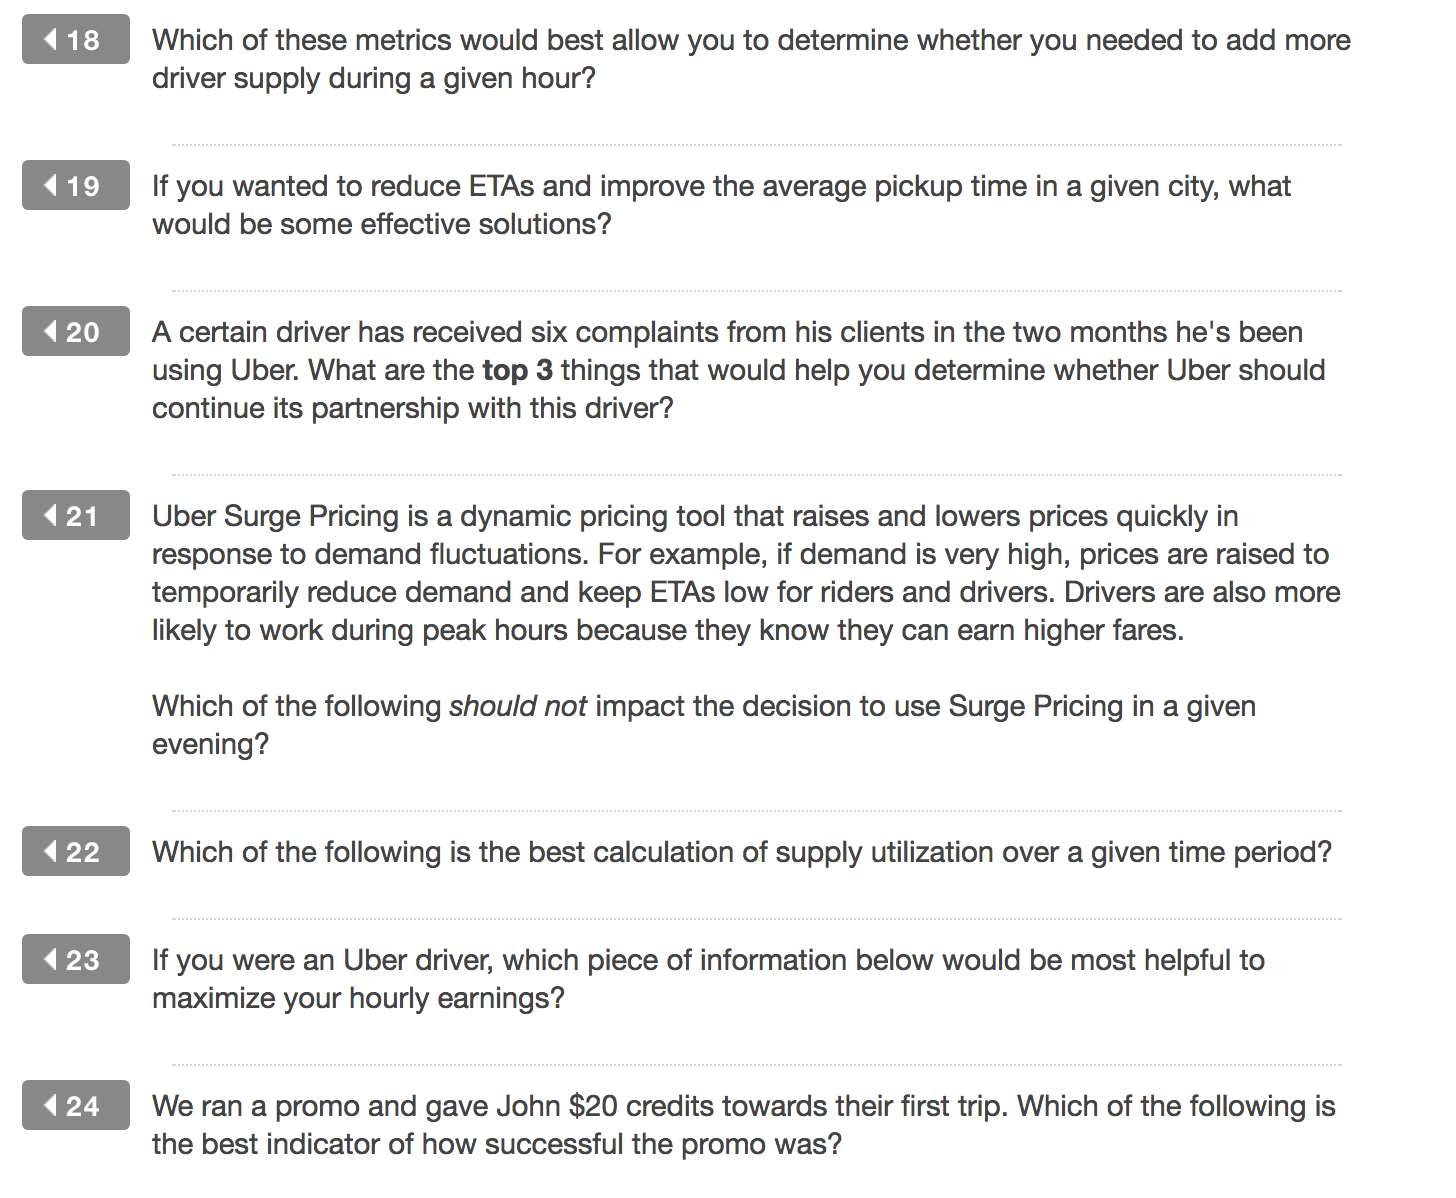 18 Which of these metrics would best allow you to determine whether you needed to add more
driver supply during a given hour?
19 If you wanted to reduce ETAs and improve the average pickup time in a given city, what
would be some effective solutions?
20 A certain driver has received six complaints from his clients in the two months he's been
using Uber. What are the top 3 things that would help you determine whether Uber should
continue its partnership with this driver?
21 Uber Surge Pricing is a dynamic pricing tool that raises and lowers prices quickly in
response to demand fluctuations. For example, if demand is very high, prices are raised to
temporarily reduce demand and keep ETAs low for riders and drivers. Drivers are also more
likely to work during peak hours because they know they can earn higher fares.
Which of the following should not impact the decision to use Surge Pricing in a given
evening?
22 Which of the following is the best calculation of supply utilization over a given time period?
23 If you were an Uber driver, which piece of information below would be most helpful to
maximize your hourly earnings?
24 We ran a promo and gave John $20 credits towards their first trip. Which of the following is
the best indicator of how successful the promo was?